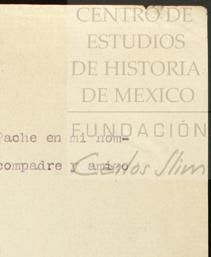 CENTRO DE
ESTUDIOS
DE HISTORIA
DE MEXICO
FUNDACIÓN
Carlos Slim
Pache en mi nom-
compadre y amigo